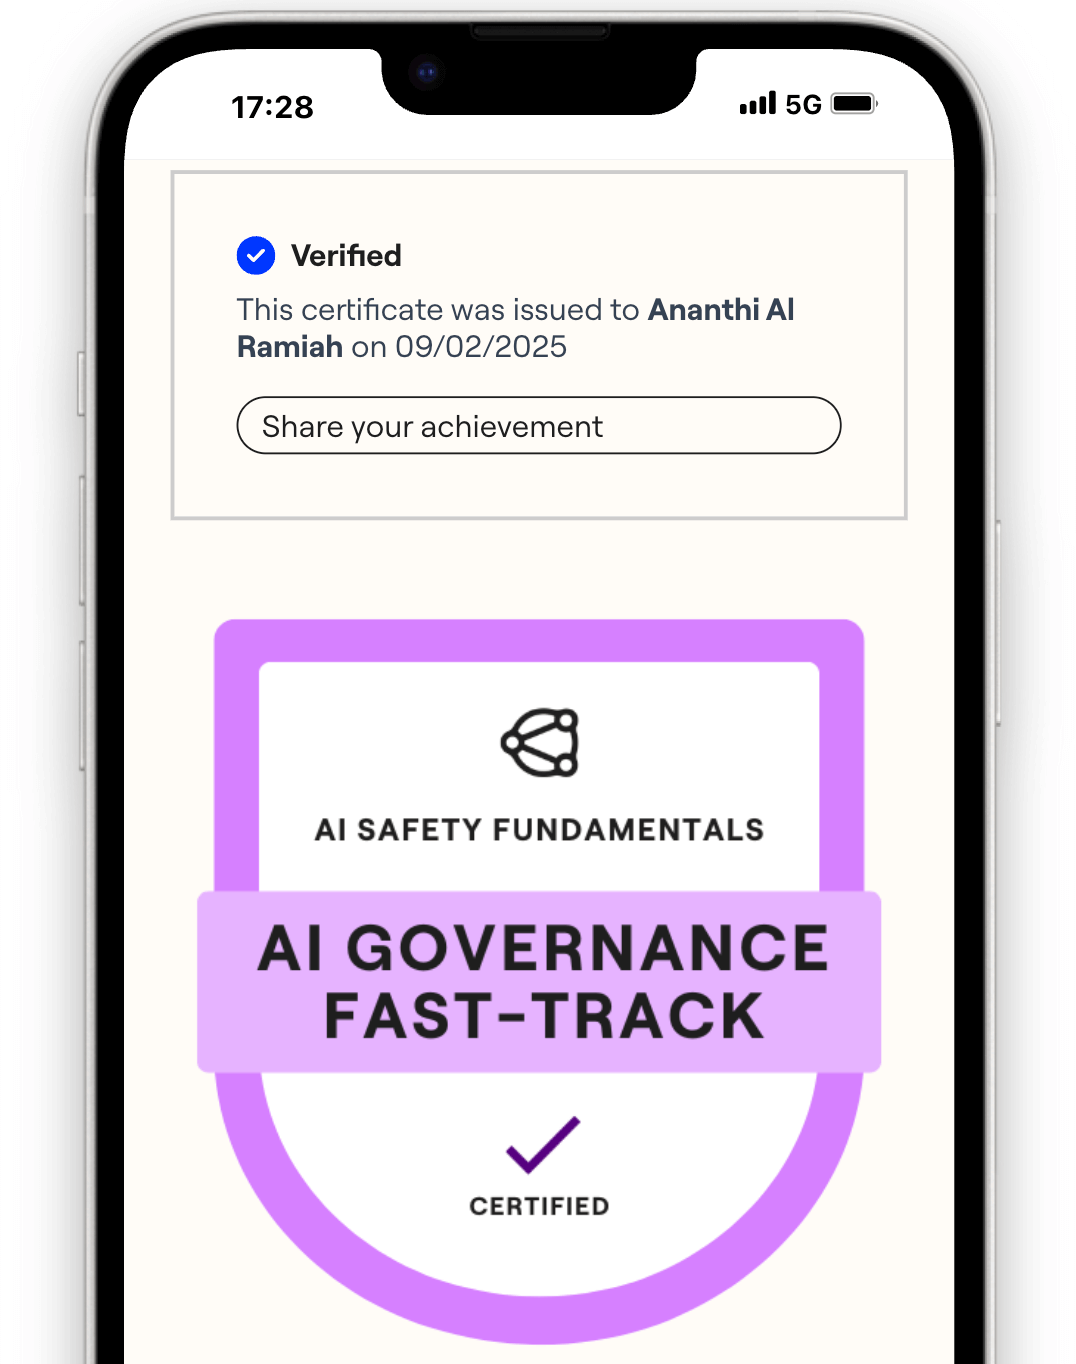 17:28
5G
Verified
This certificate was issued to Ananthi Al
Ramiah on 09/02/2025
Share your achievement
AI SAFETY FUNDAMENTALS
AI GOVERNANCE
FAST-TRACK
CERTIFIED